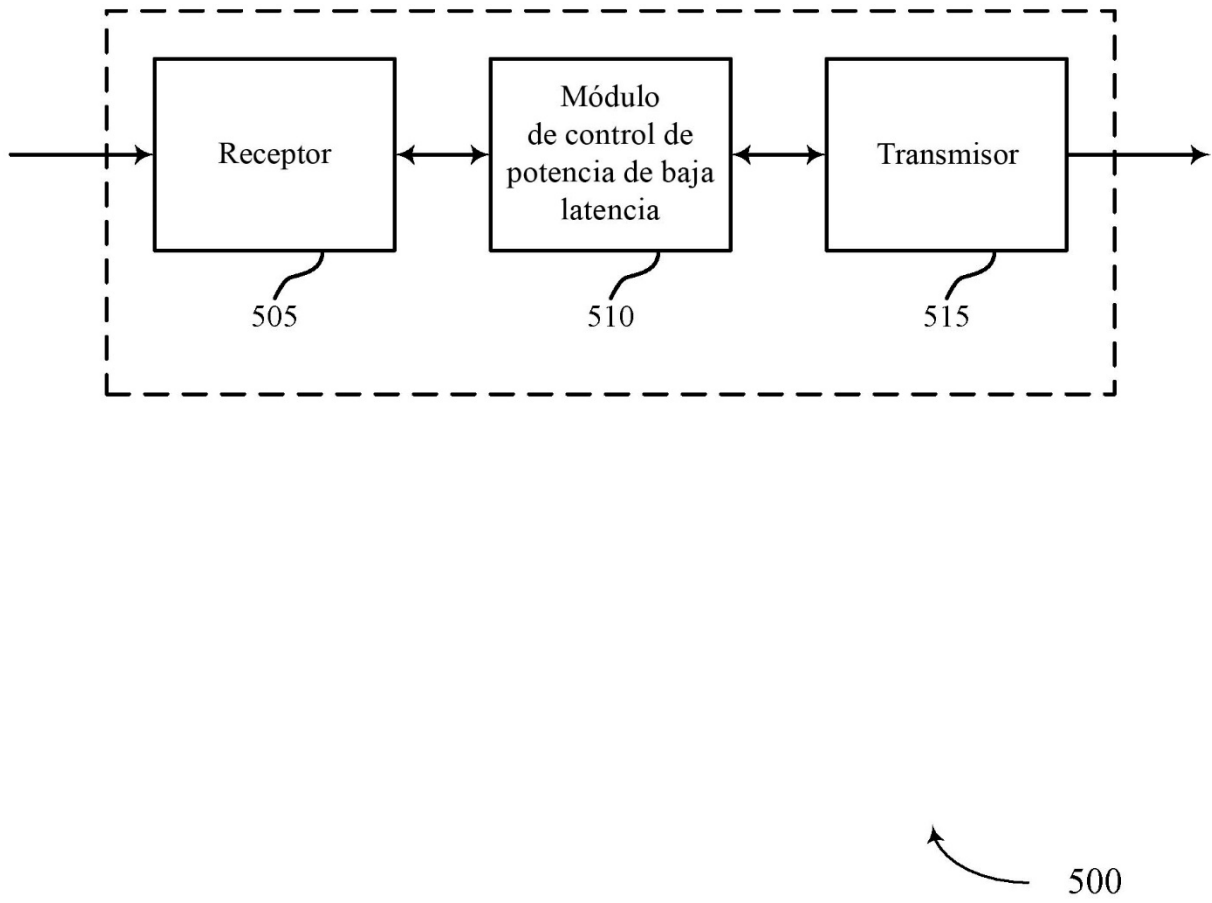 Receptor
Módulo
de control de
potencia de baja
latencia
Transmisor
505
510
515
500